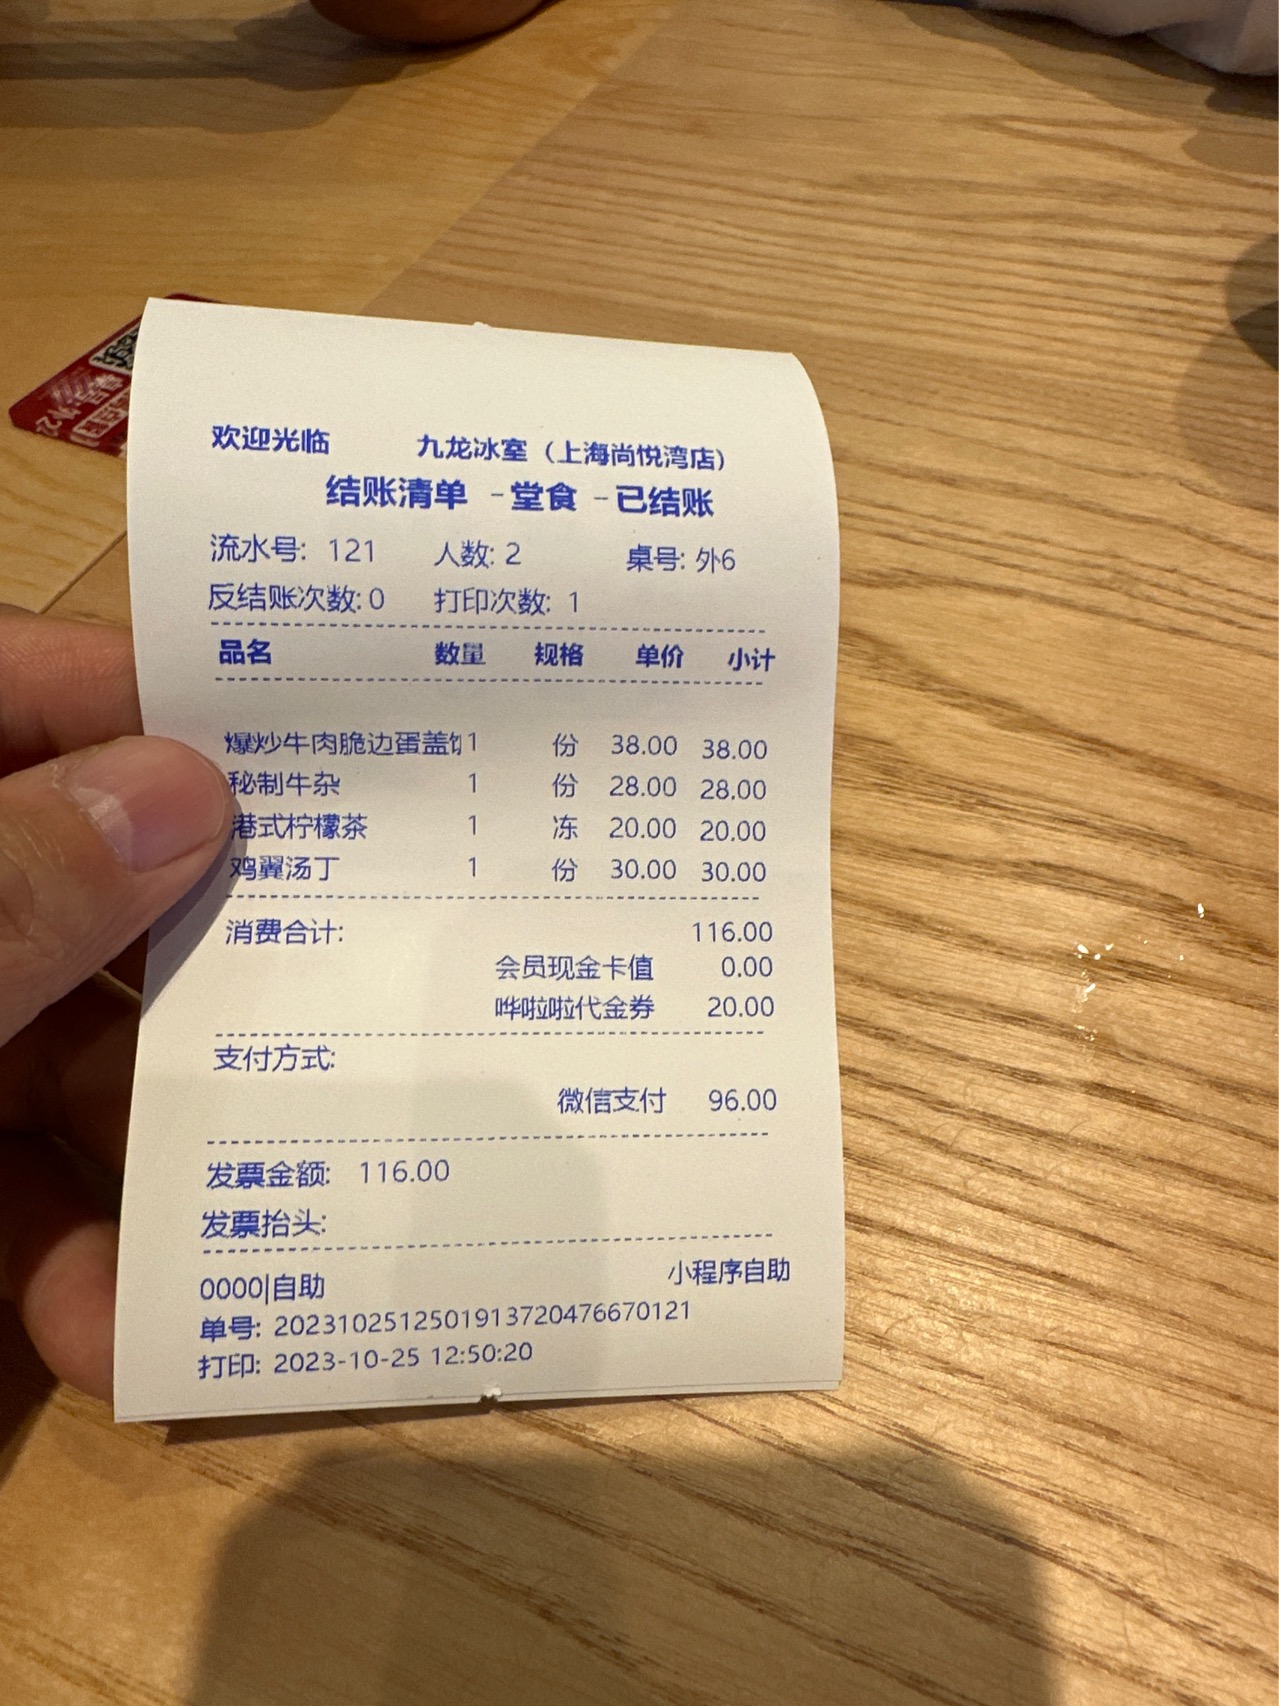 欢迎光临 九龙冰室（上海尚悦湾店）
结账清单 -堂食 -已结账
流水号: 121 人数: 2 桌号: 外6
反结账次数: 0 打印次数: 1
品名 数量 规格 单价 小计
爆炒牛肉脆边蛋盖 1 份 38.00 38.00
秘制牛杂 1 份 28.00 28.00
港式柠檬茶 1 冻 20.00 20.00
鸡翼汤丁 1 份 30.00 30.00
消费合计: 116.00
会员现金卡值 0.00
哗啦啦代金券 20.00
支付方式:
微信支付 96.00
发票金额: 116.00
发票抬头:
0000|自助 小程序自助
单号: 202310251250191372047667​0121
打印: 2023-10-25 12:50:20